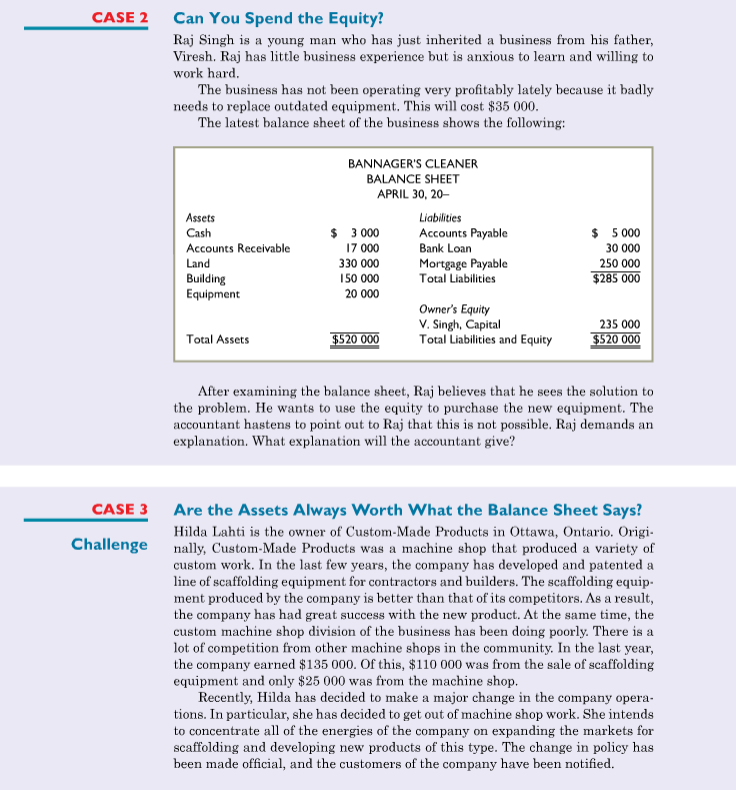 CASE 2 Can You Spend the Equity?
Raj Singh is a young man who has just inherited a business from his father,
Viresh. Raj has little business experience but is anxious to learn and willing to
work hard.
The business has not been operating very profitably lately because it badly
needs to replace outdated equipment. This will cost $35 000.
The latest balance sheet of the business shows the following:
BANNAGER'S CLEANER
BALANCE SHEET
APRIL 30, 20–
Assets Liabilities
Cash $ 3 000 Accounts Payable $ 5 000
Accounts Receivable 17 000 Bank Loan 30 000
Land 330 000 Mortgage Payable 250 000
Building 150 000 Total Liabilities $285 000
Equipment 20 000
Owner's Equity
V. Singh, Capital 235 000
Total Assets $520 000 Total Liabilities and Equity $520 000
After examining the balance sheet, Raj believes that he sees the solution to
the problem. He wants to use the equity to purchase the new equipment. The
accountant hastens to point out to Raj that this is not possible. Raj demands an
explanation. What explanation will the accountant give?
CASE 3 Are the Assets Always Worth What the Balance Sheet Says?
Challenge
Hilda Lahti is the owner of Custom-Made Products in Ottawa, Ontario. Origi-
nally, Custom-Made Products was a machine shop that produced a variety of
custom work. In the last few years, the company has developed and patented a
line of scaffolding equipment for contractors and builders. The scaffolding equip-
ment produced by the company is better than that of its competitors. As a result,
the company has had great success with the new product. At the same time, the
custom machine shop division of the business has been doing poorly. There is a
lot of competition from other machine shops in the community. In the last year,
the company earned $135 000. Of this, $110 000 was from the sale of scaffolding
equipment and only $25 000 was from the machine shop.
Recently, Hilda has decided to make a major change in the company opera-
tions. In particular, she has decided to get out of machine shop work. She intends
to concentrate all of the energies of the company on expanding the markets for
scaffolding and developing new products of this type. The change in policy has
been made official, and the customers of the company have been notified.